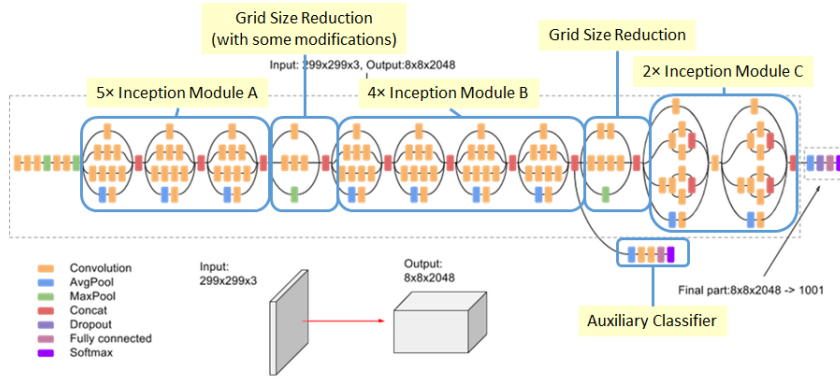 Grid Size Reduction
(with some modifications)
Grid Size Reduction
Input: 299x299x3, Output:8x8x2048
2× Inception Module C
5× Inception Module A
4× Inception Module B
Convolution
AvgPool
MaxPool
Concat
Dropout
Fully connected
Softmax
Input:
299x299x3
Output:
8x8x2048
Final part:8x8x2048 -> 1001
Auxiliary Classifier